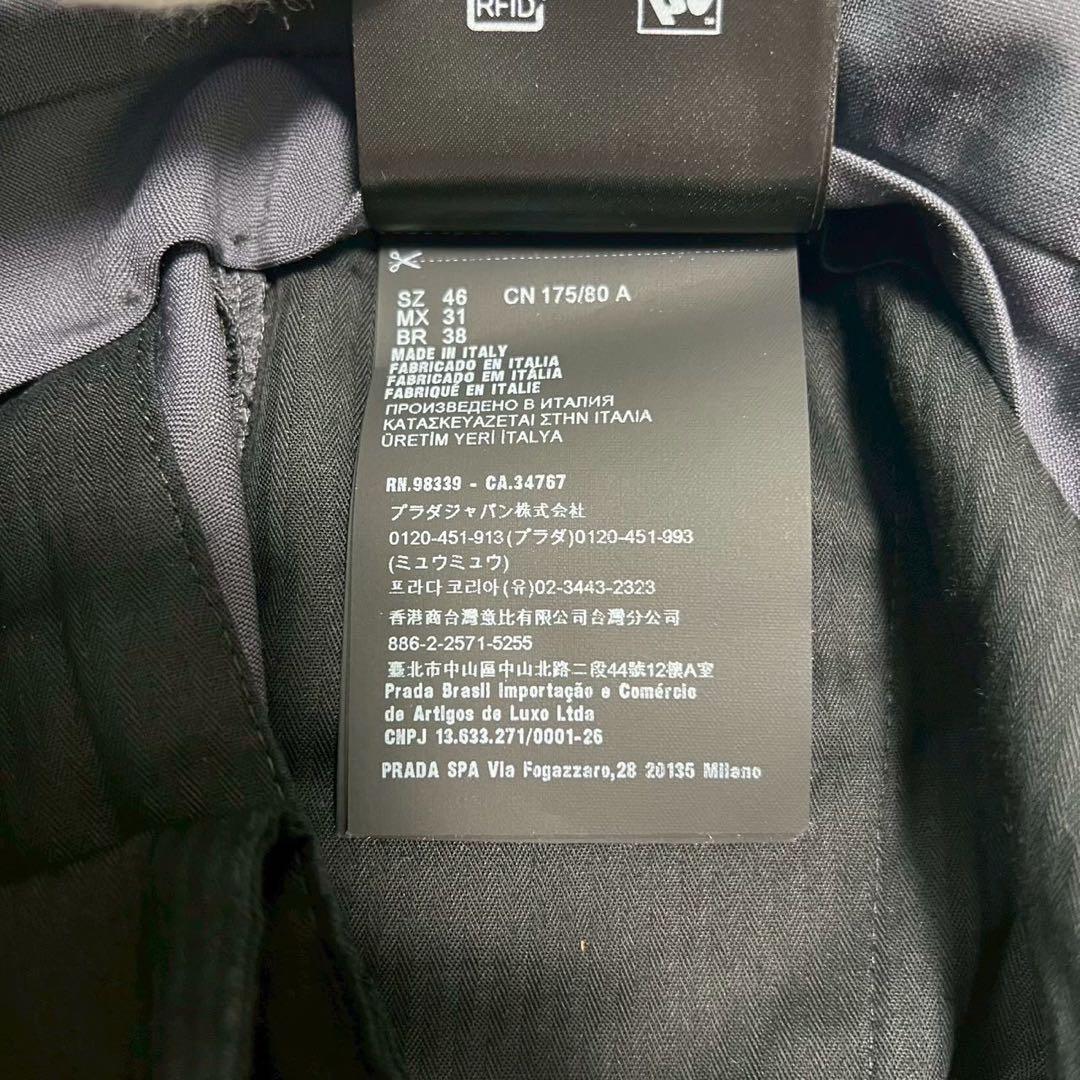 RFID
SZ 46 CN 175/80 A
MX 31
BR 38
MADE IN ITALY
FABRICADO EN ITALIA
FABRICADO EM ITÁLIA
FABRIQUÉ EN ITALIE
ПРОИЗВЕДЕНО В ИТАЛИЯ
ΚΑΤΑΣΚΕΥΑΖΕΤΑΙ ΣΤΗΝ ΙΤΑΛΙΑ
ÜRETİM YERİ İTALYA
RN.98339 - CA.34767
プラダジャパン株式会社
0120-451-913(プラダ)0120-451-993
(ミュウミュウ)
프라다코리아(유)02-3443-2323
香港商台灣意比有限公司台灣分公司
886-2-2571-5255
臺北市中山區中山北路二段44號12樓A室
Prada Brasil Importação e Comércio
de Artigos de Luxo Ltda
CNPJ 13.633.271/0001-26
PRADA SPA Via Fogazzaro,28 20135 Milano